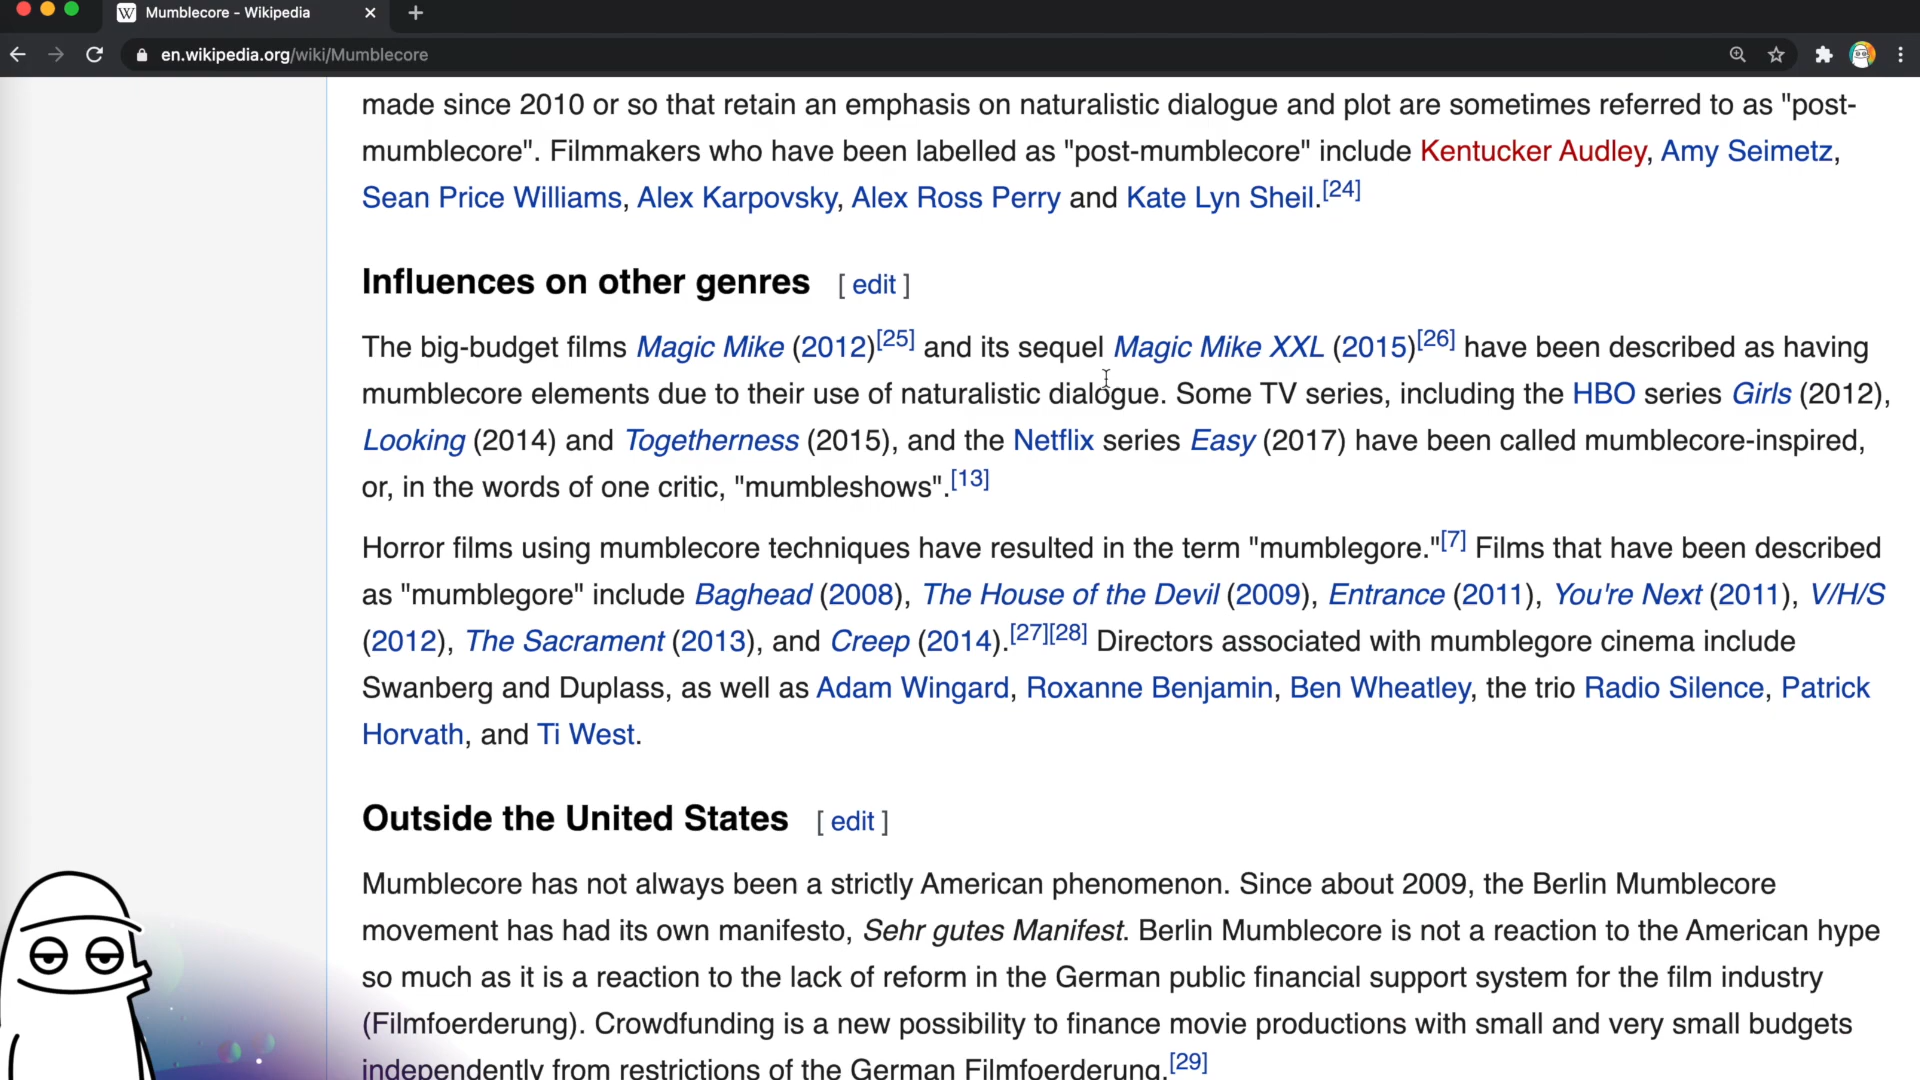 Mumblecore - Wikipedia
en.wikipedia.org/wiki/Mumblecore
made since 2010 or so that retain an emphasis on naturalistic dialogue and plot are sometimes referred to as "post-
mumblecore". Filmmakers who have been labelled as "post-mumblecore" include Kentucker Audley, Amy Seimetz,
Sean Price Williams, Alex Karpovsky, Alex Ross Perry and Kate Lyn Sheil.[24]
Influences on other genres [ edit ]
The big-budget films Magic Mike (2012)[25] and its sequel Magic Mike XXL (2015)[26] have been described as having
mumblecore elements due to their use of naturalistic dialogue. Some TV series, including the HBO series Girls (2012),
Looking (2014) and Togetherness (2015), and the Netflix series Easy (2017) have been called mumblecore-inspired,
or, in the words of one critic, "mumbleshows".[13]
Horror films using mumblecore techniques have resulted in the term "mumblegore."[7] Films that have been described
as "mumblegore" include Baghead (2008), The House of the Devil (2009), Entrance (2011), You're Next (2011), V/H/S
(2012), The Sacrament (2013), and Creep (2014).[27][28] Directors associated with mumblegore cinema include
Swanberg and Duplass, as well as Adam Wingard, Roxanne Benjamin, Ben Wheatley, the trio Radio Silence, Patrick
Horvath, and Ti West.
Outside the United States [ edit ]
Mumblecore has not always been a strictly American phenomenon. Since about 2009, the Berlin Mumblecore
movement has had its own manifesto, Sehr gutes Manifest. Berlin Mumblecore is not a reaction to the American hype
so much as it is a reaction to the lack of reform in the German public financial support system for the film industry
(Filmfoerderung). Crowdfunding is a new possibility to finance movie productions with small and very small budgets
independently from restrictions of the German Filmfoerderung.[29]